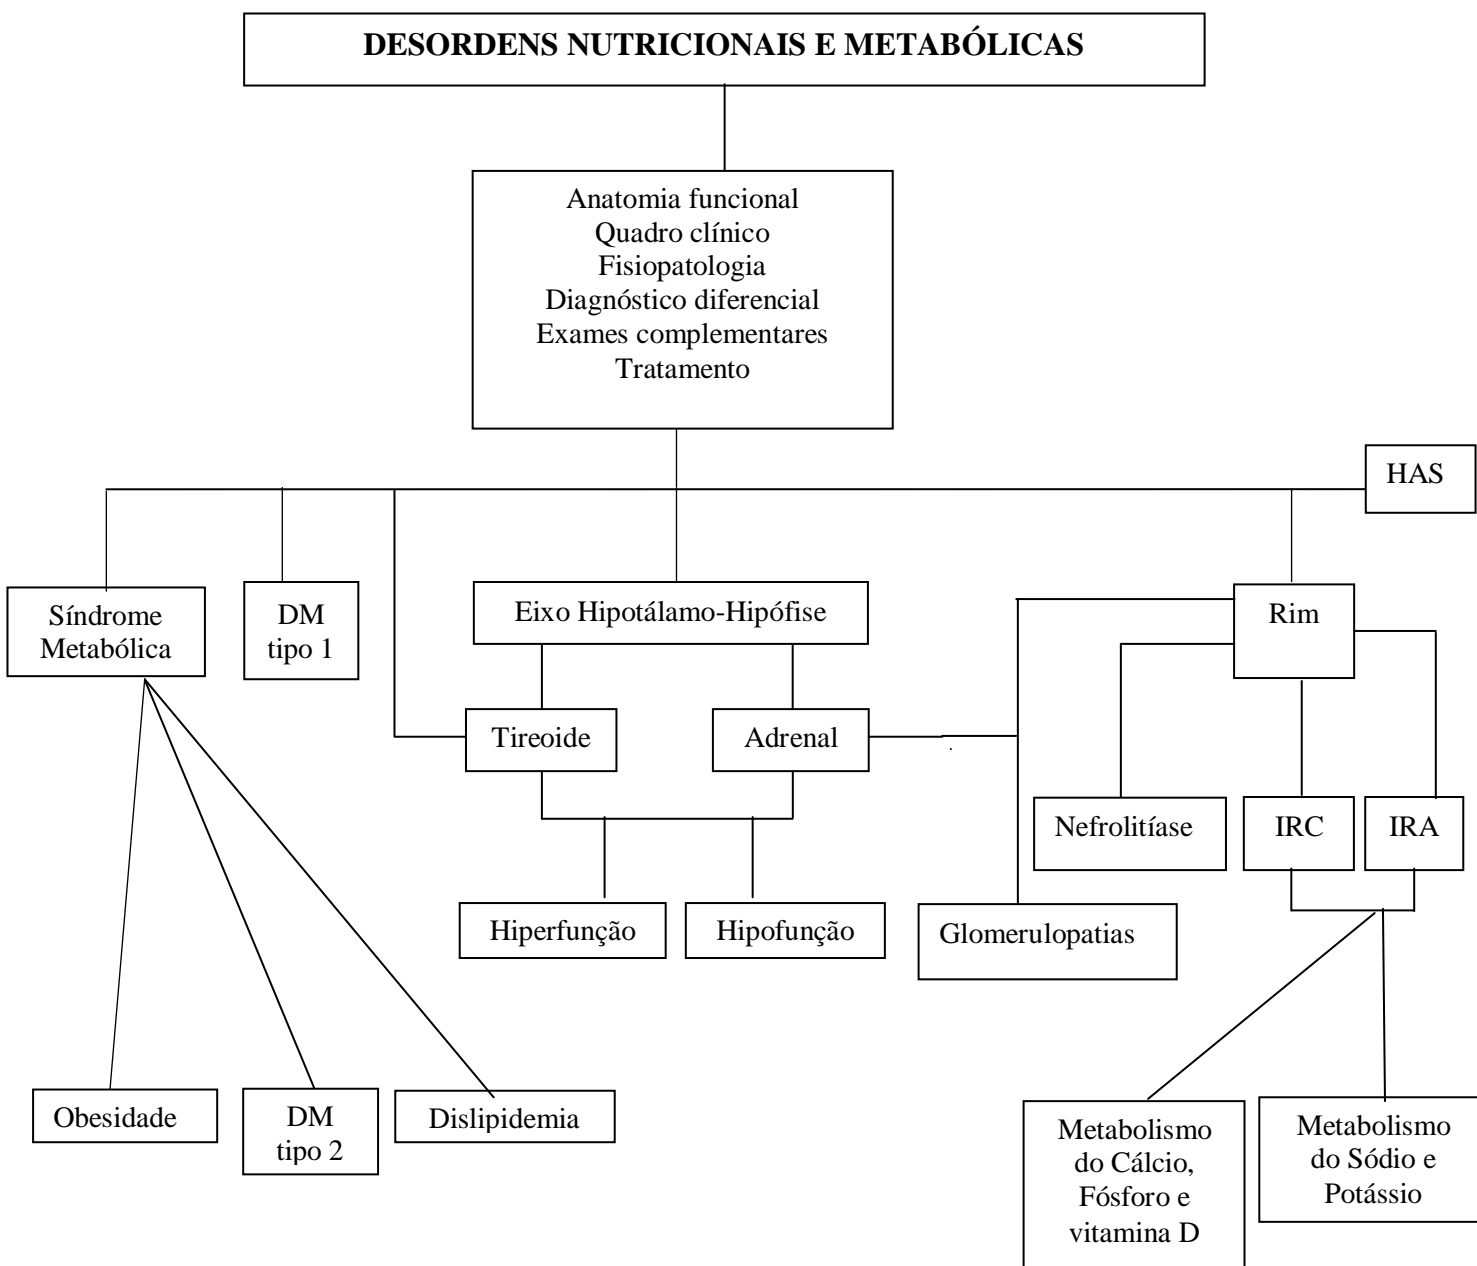 DESORDENS NUTRICIONAIS E METABÓLICAS
Anatomia funcional
Quadro clínico
Fisiopatologia
Diagnóstico diferencial
Exames complementares
Tratamento
HAS
Síndrome
Metabólica
DM
tipo 1
Eixo Hipotálamo-Hipófise
Rim
Tireoide
Adrenal
Nefrolitíase
IRC
IRA
Hiperfunção
Hipofunção
Glomerulopatias
Obesidade
DM
tipo 2
Dislipidemia
Metabolismo
do Cálcio,
Fósforo e
vitamina D
Metabolismo
do Sódio e
Potássio